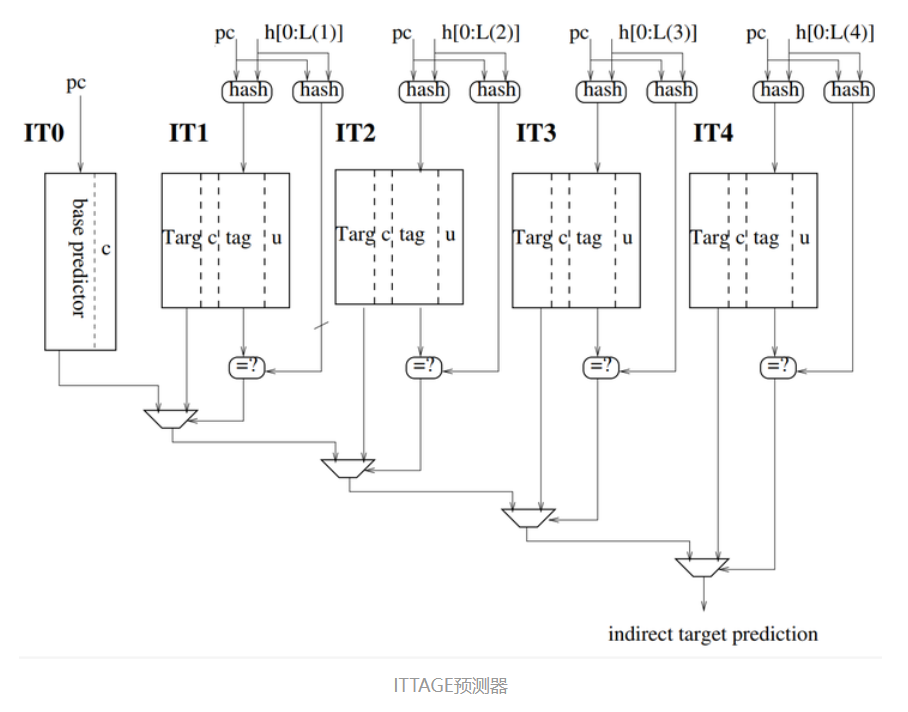 pc h[0:L(1)] pc h[0:L(2)] pc h[0:L(3)] pc h[0:L(4)]
pc hash hash hash hash hash hash hash hash
IT0 IT1 IT2 IT3 IT4
base predictor c
Targ c tag u Targ c tag u Targ c tag u Targ c tag u
=? =? =? =?
indirect target prediction
ITTAGE预测器